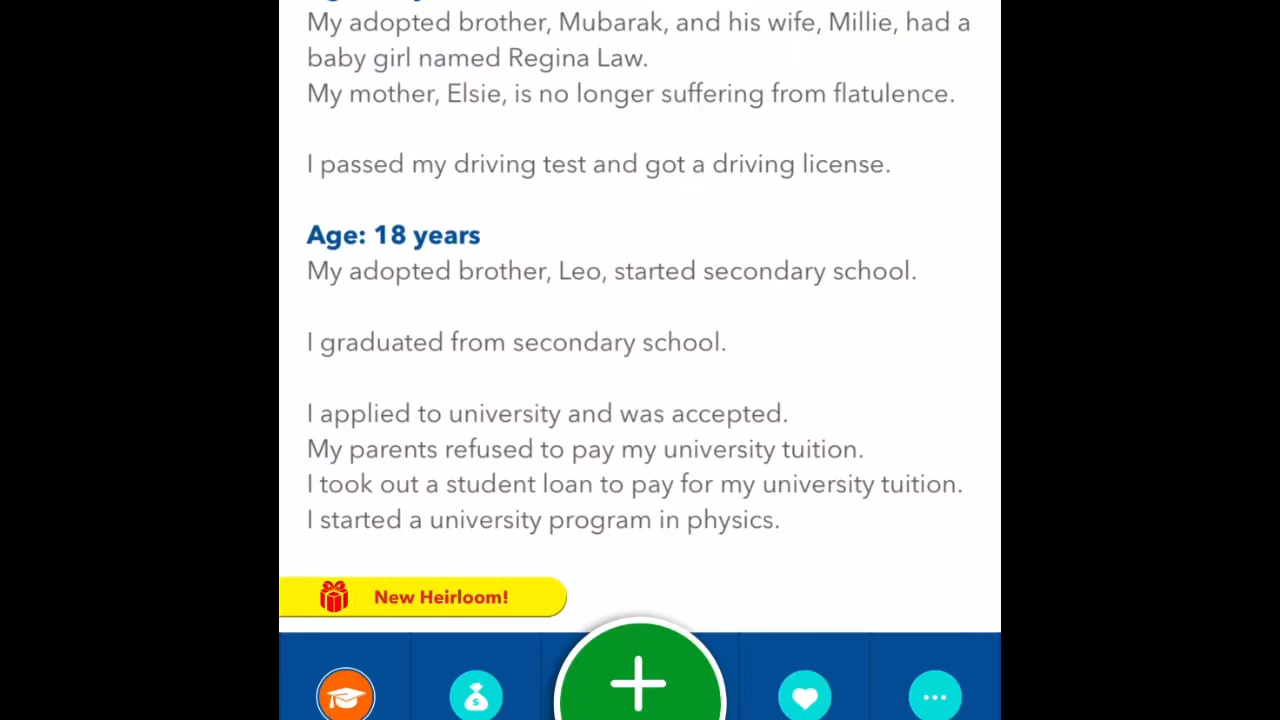 My adopted brother, Mubarak, and his wife, Millie, had a
baby girl named Regina Law.
My mother, Elsie, is no longer suffering from flatulence.
I passed my driving test and got a driving license.
Age: 18 years
My adopted brother, Leo, started secondary school.
I graduated from secondary school.
I applied to university and was accepted.
My parents refused to pay my university tuition.
I took out a student loan to pay for my university tuition.
I started a university program in physics.
New Heirloom!